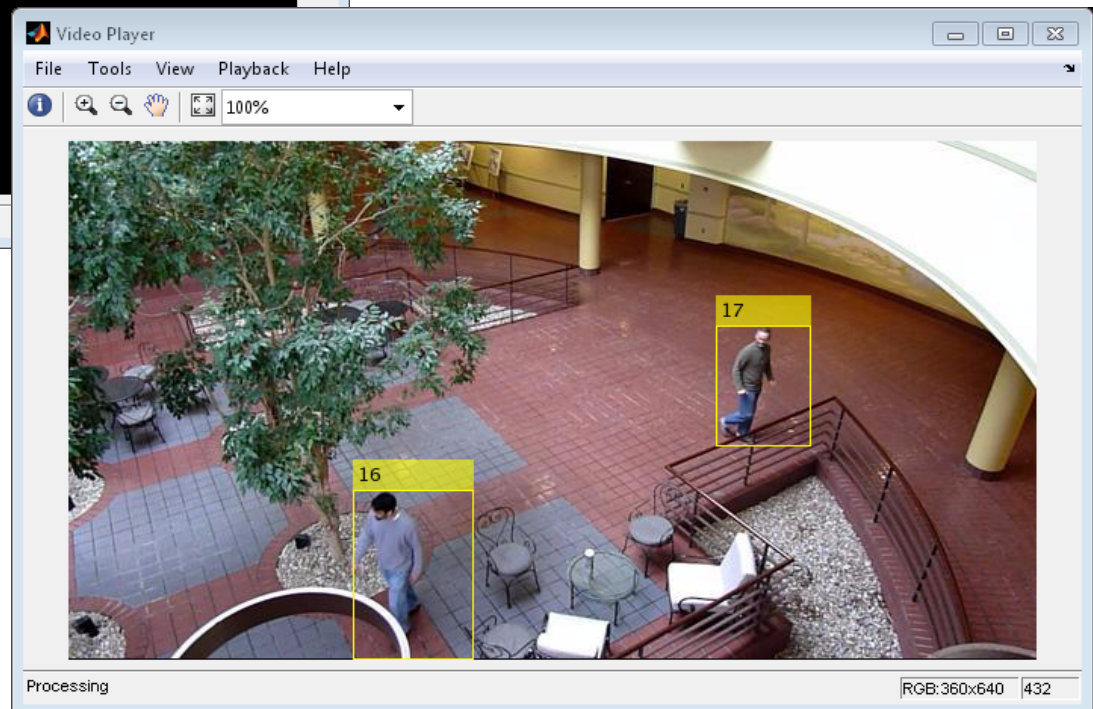 Video Player
File Tools View Playback Help
100%
17
16
Processing RGB:360x640 432